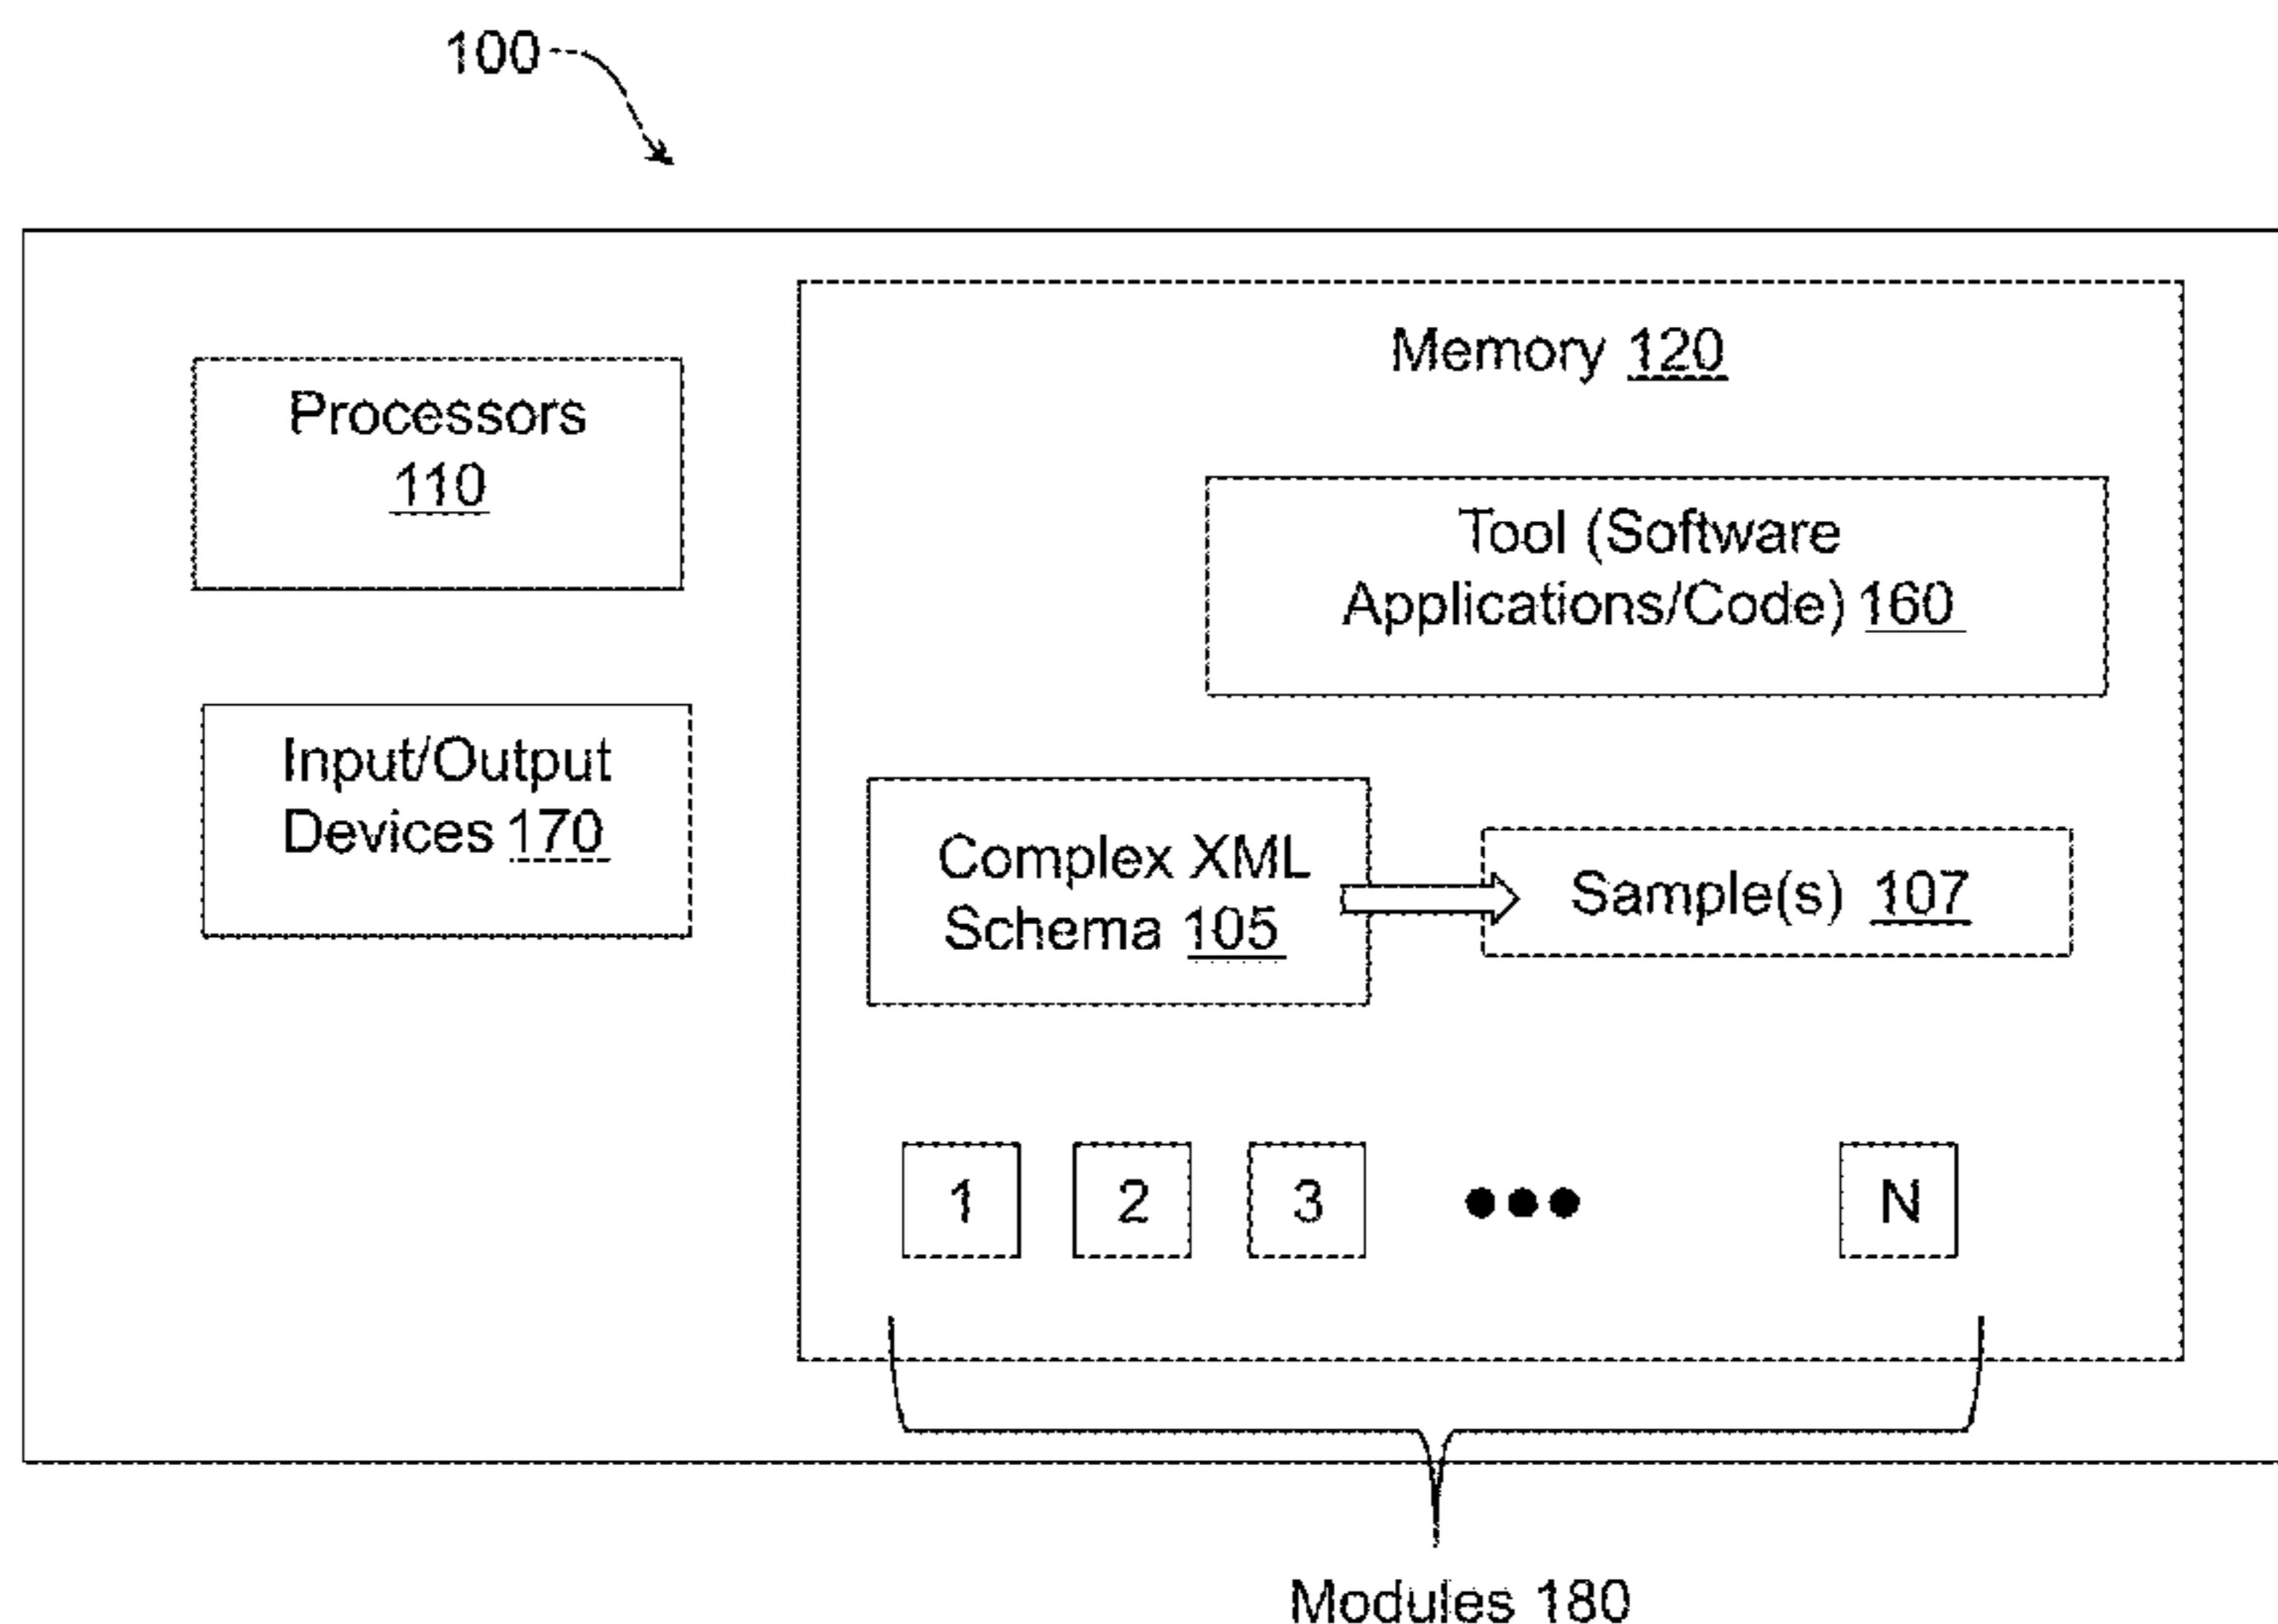 100
Memory 120
Processors
110
Tool (Software
Applications/Code) 160
Input/Output
Devices 170
Complex XML
Schema 105
Sample(s) 107
1
2
3
N
Modules 180